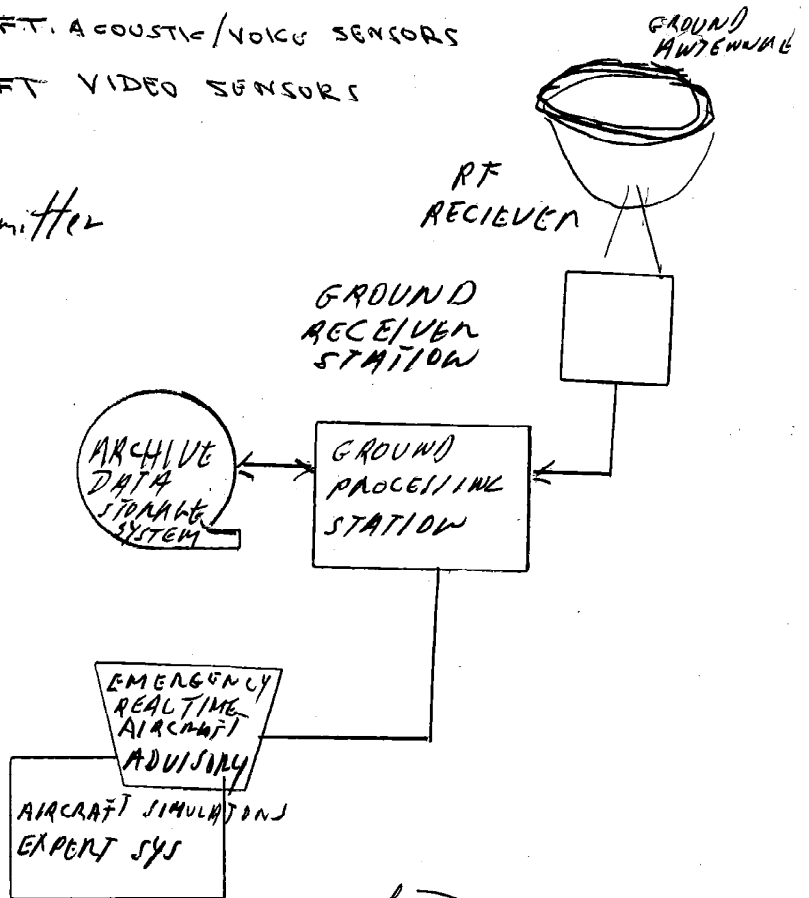 FT. ACOUSTIC/VOICE SENSORS
FT VIDEO SENSORS
GROUND
ANTENNAE
mitter
RF
RECIEVER
GROUND
RECEIVER
STATION
ARCHIVE
DATA
STORAGE
SYSTEM
GROUND
PROCESSING
STATION
EMERGENCY
REALTIME
AIRCRAFT
ADVISORY
AIRCRAFT SIMULATIONS
EXPERT SYS